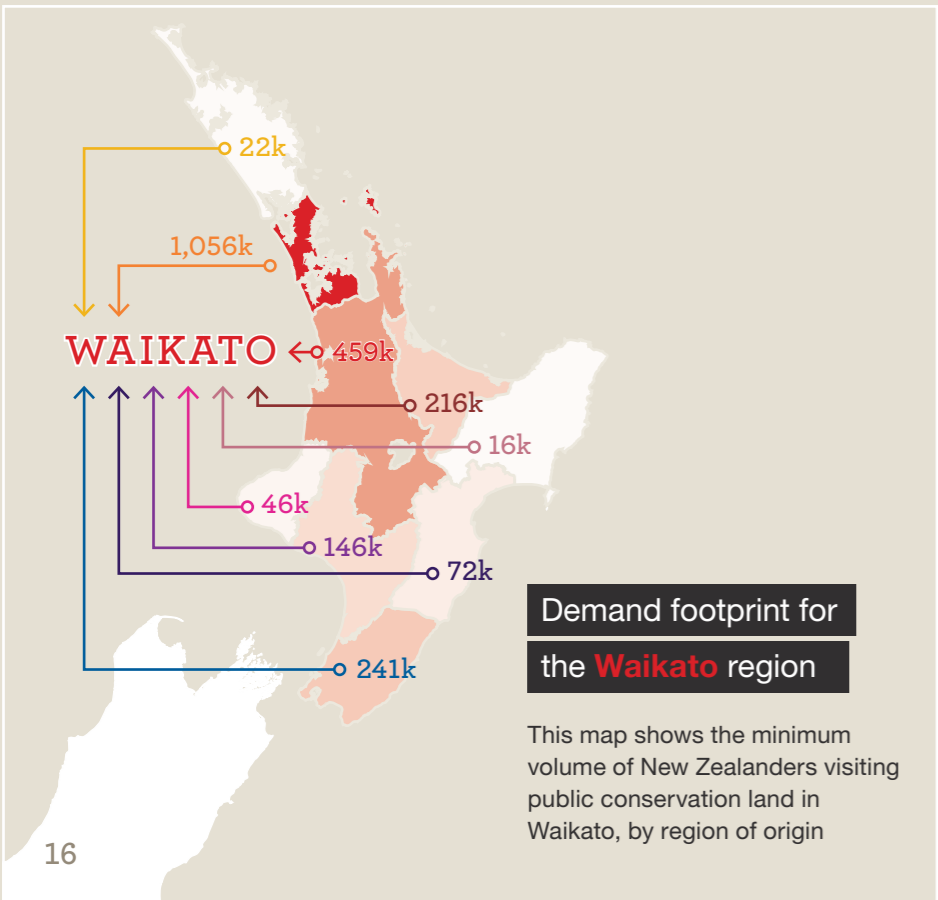 22k
1,056k
WAIKATO
459k
216k
16k
46k
146k
72k
241k
Demand footprint for
the Waikato region
This map shows the minimum
volume of New Zealanders visiting
public conservation land in
Waikato, by region of origin
16